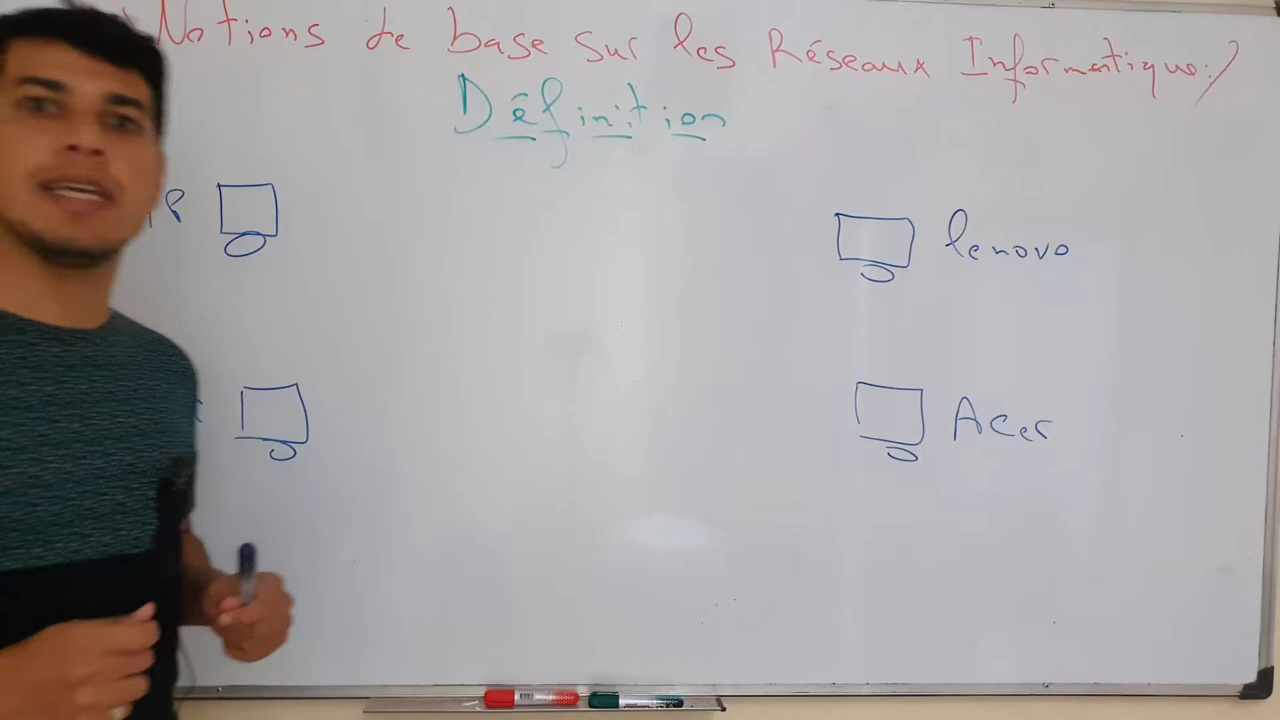 Notions de base sur les Réseaux Informatique:/
Définition
lenovo
Acer